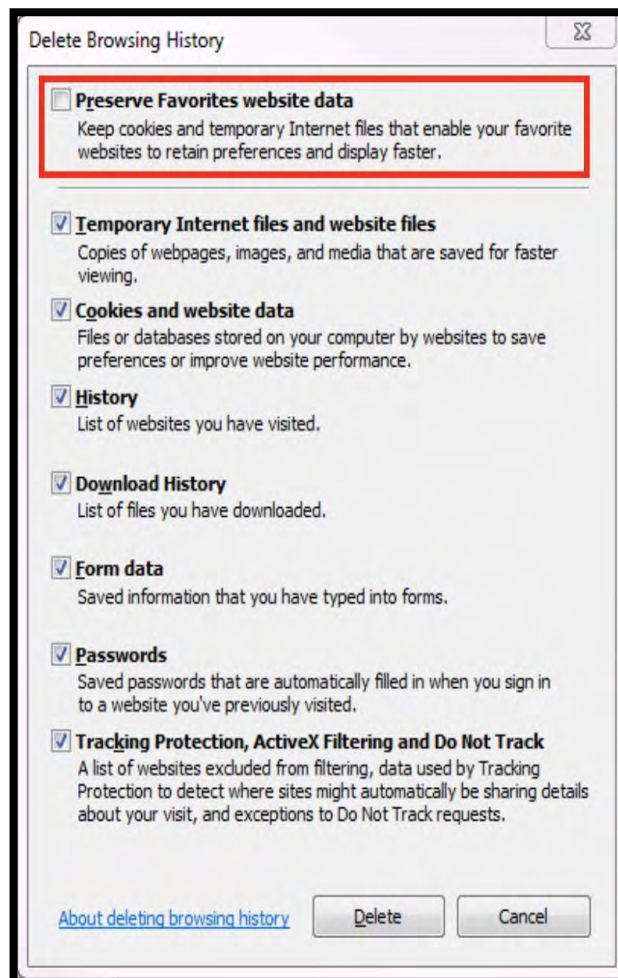 Delete Browsing History
Preserve Favorites website data
Keep cookies and temporary Internet files that enable your favorite
websites to retain preferences and display faster.
Temporary Internet files and website files
Copies of webpages, images, and media that are saved for faster
viewing.
Cookies and website data
Files or databases stored on your computer by websites to save
preferences or improve website performance.
History
List of websites you have visited.
Download History
List of files you have downloaded.
Form data
Saved information that you have typed into forms.
Passwords
Saved passwords that are automatically filled in when you sign in
to a website you've previously visited.
Tracking Protection, ActiveX Filtering and Do Not Track
A list of websites excluded from filtering, data used by Tracking
Protection to detect where sites might automatically be sharing details
about your visit, and exceptions to Do Not Track requests.
About deleting browsing history Delete Cancel